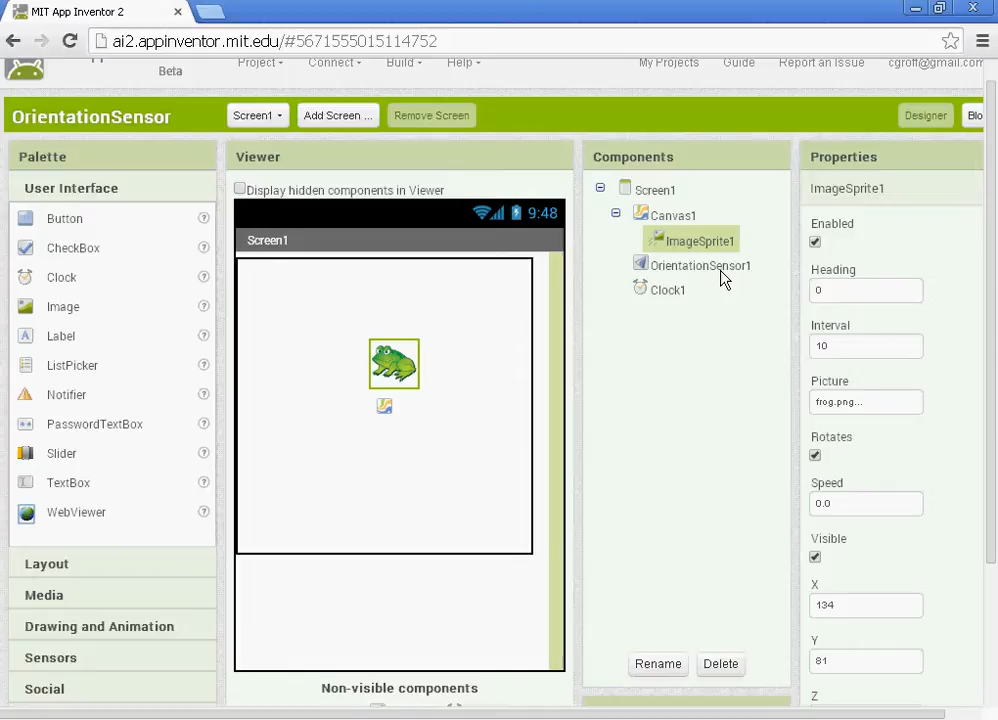 MIT App Inventor 2
ai2.appinventor.mit.edu/#5671555015114752
Beta
Project
Connect
Build
Help
My Projects
Guide
Report an Issue
cgroff@gmail.com
OrientationSensor
Screen1
Add Screen ...
Remove Screen
Designer
Blo
Palette
User Interface
Button
CheckBox
Clock
Image
Label
ListPicker
Notifier
PasswordTextBox
Slider
TextBox
WebViewer
Layout
Media
Drawing and Animation
Sensors
Social
Viewer
Display hidden components in Viewer
9:48
Screen1
Non-visible components
Components
Screen1
Canvas1
ImageSprite1
OrientationSensor1
Clock1
Rename
Delete
Properties
ImageSprite1
Enabled
Heading
0
Interval
10
Picture
frog.png...
Rotates
Speed
0.0
Visible
X
134
Y
81
Z